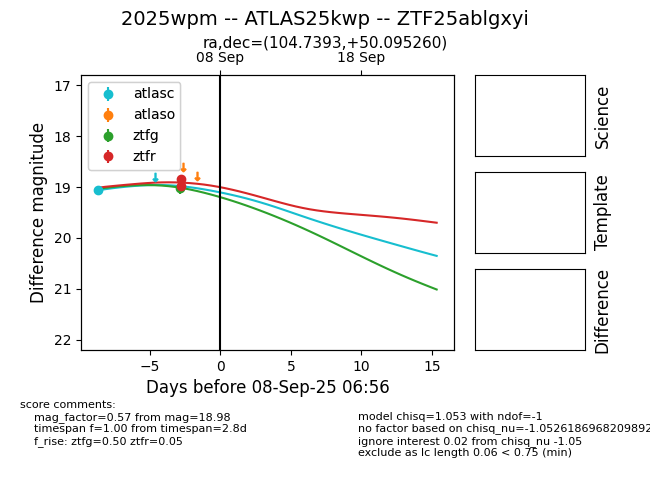 2025wpm -- ATLAS25kwp -- ZTF25ablgxyi
ra,dec=(104.7393,+50.095260)
08 Sep
18 Sep
atlasc
atlaso
ztfg
ztfr
17
18
19
20
21
22
Difference magnitude
−5
0
5
10
15
Days before 08-Sep-25 06:56
Science
Template
Difference
score comments:
mag_factor=0.57 from mag=18.98
timespan f=1.00 from timespan=2.8d
f_rise: ztfg=0.50 ztfr=0.05
model chisq=1.053 with ndof=-1
no factor based on chisq_nu=-1.0526186968209892
ignore interest 0.02 from chisq_nu -1.05
exclude as lc length 0.06 < 0.75 (min)